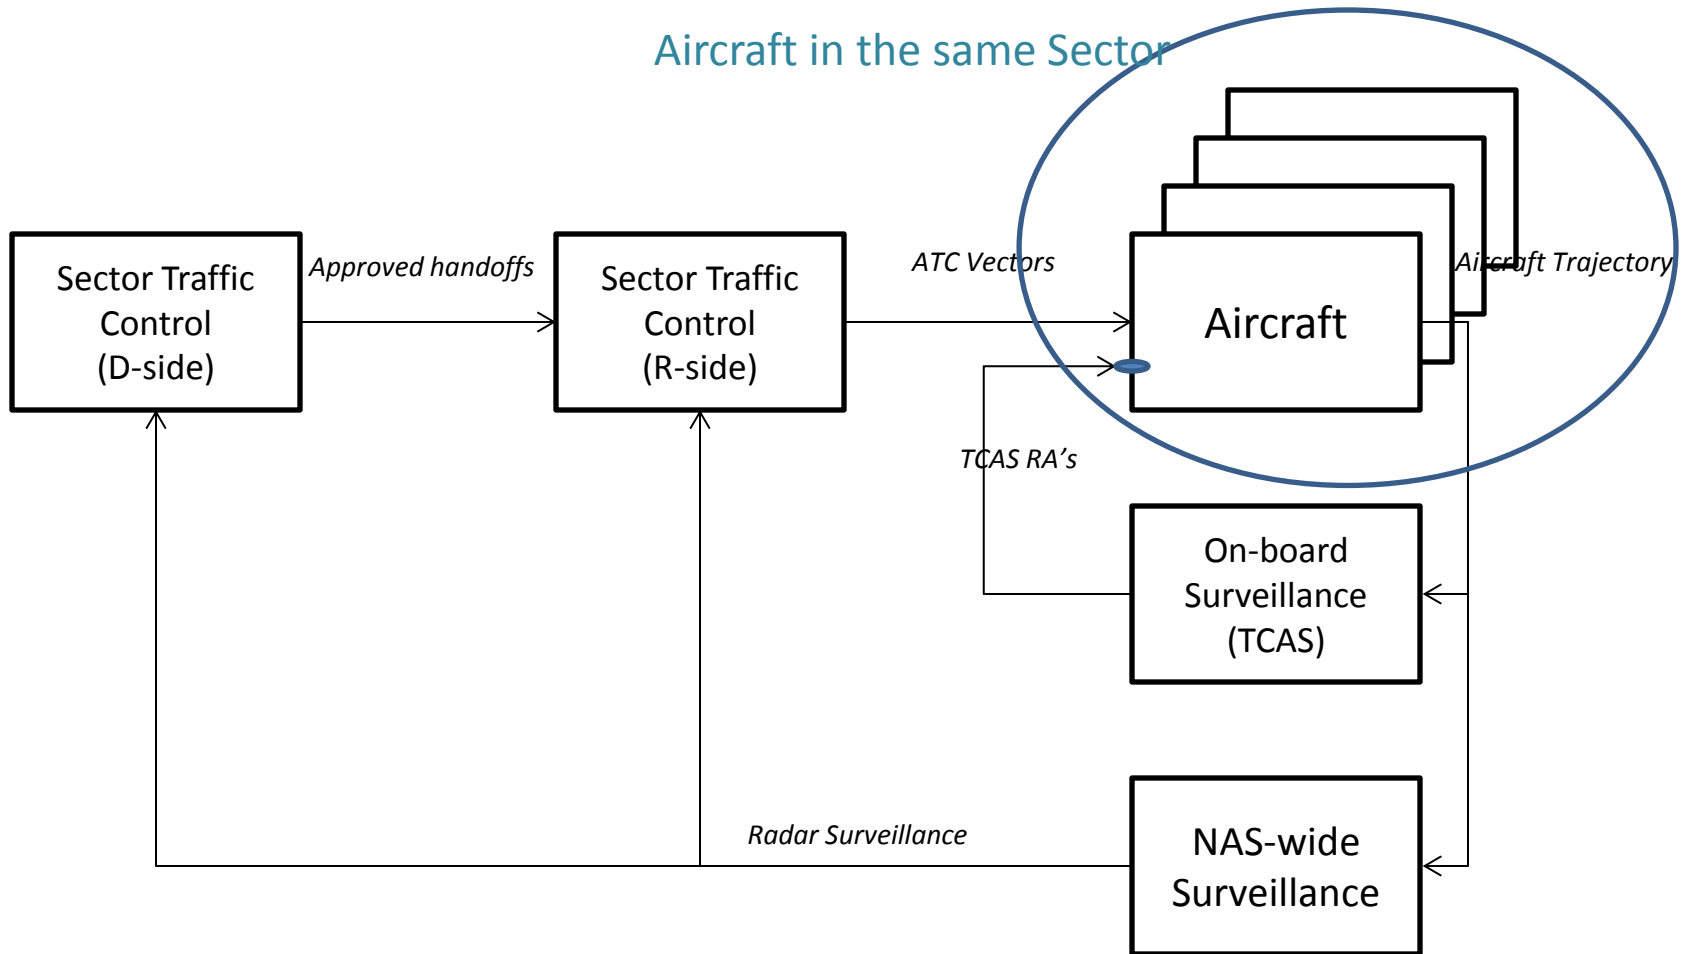 Aircraft in the same Sector
Sector Traffic
Control
(D-side)
Approved handoffs
Sector Traffic
Control
(R-side)
ATC Vectors
Aircraft
Aircraft Trajectory
TCAS RA’s
On-board
Surveillance
(TCAS)
Radar Surveillance
NAS-wide
Surveillance